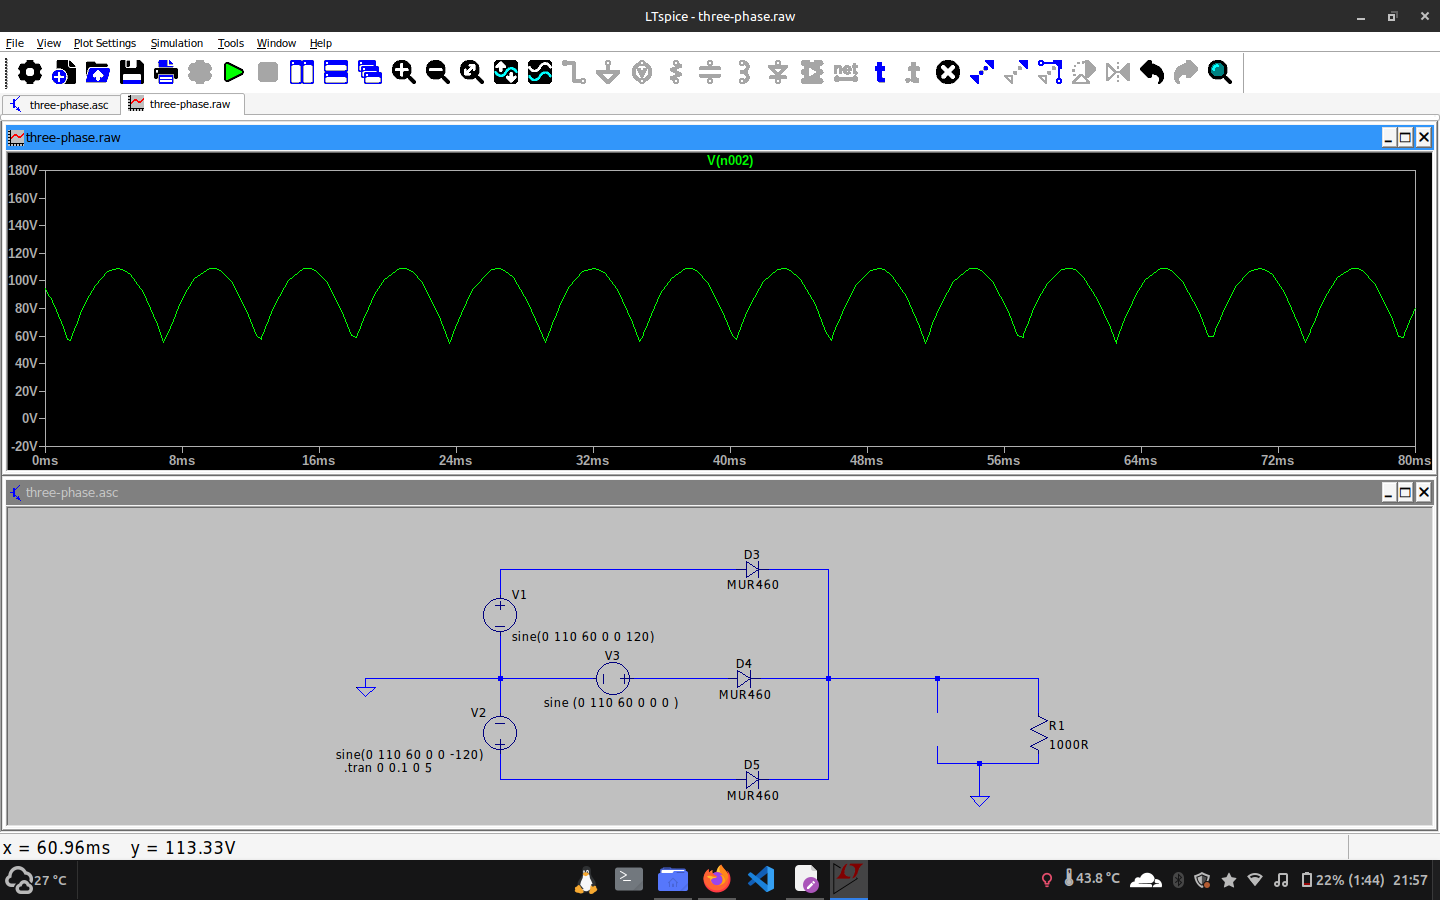 LTspice - three-phase.raw
File View Plot Settings Simulation Tools Window Help
net t .t
three-phase.asc three-phase.raw
three-phase.raw
V(n002)
180V
160V
140V
120V
100V
80V
60V
40V
20V
0V
-20V
0ms 8ms 16ms 24ms 32ms 40ms 48ms 56ms 64ms 72ms 80ms
three-phase.asc
D3
MUR460
V1
sine(0 110 60 0 0 120)
V3
D4
MUR460
sine (0 110 60 0 0 0 )
V2
R1
1000R
sine(0 110 60 0 0 -120)
.tran 0 0.1 0 5
D5
MUR460
x = 60.96ms y = 113.33V
27 °C
LT
43.8 °C
22% (1:44) 21:57